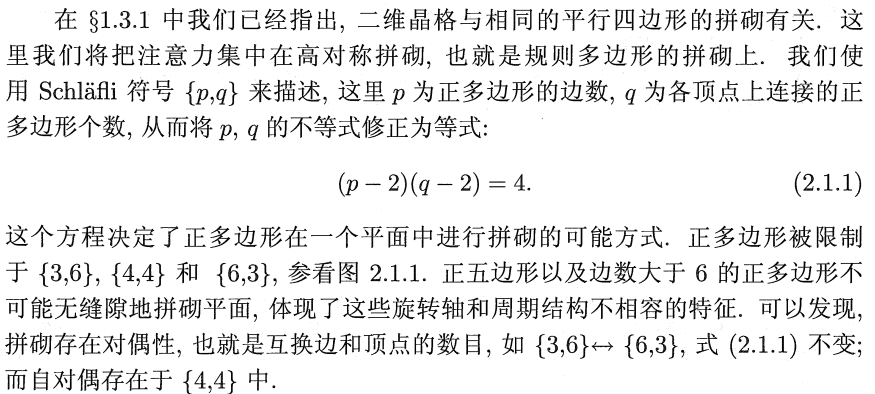 在 §1.3.1 中我们已经指出, 二维晶格与相同的平行四边形的拼砌有关. 这
里我们将把注意力集中在高对称拼砌, 也就是规则多边形的拼砌上. 我们使
用 Schläfli 符号 {p,q} 来描述, 这里 p 为正多边形的边数, q 为各顶点上连接的正
多边形个数, 从而将 p, q 的不等式修正为等式:
(p − 2)(q − 2) = 4. (2.1.1)
这个方程决定了正多边形在一个平面中进行拼砌的可能方式. 正多边形被限制
于 {3,6}, {4,4} 和 {6,3}, 参看图 2.1.1. 正五边形以及边数大于 6 的正多边形不
可能无缝隙地拼砌平面, 体现了这些旋转轴和周期结构不相容的特征. 可以发现,
拼砌存在对偶性, 也就是互换边和顶点的数目, 如 {3,6}↔ {6,3}, 式 (2.1.1) 不变;
而自对偶存在于 {4,4} 中.